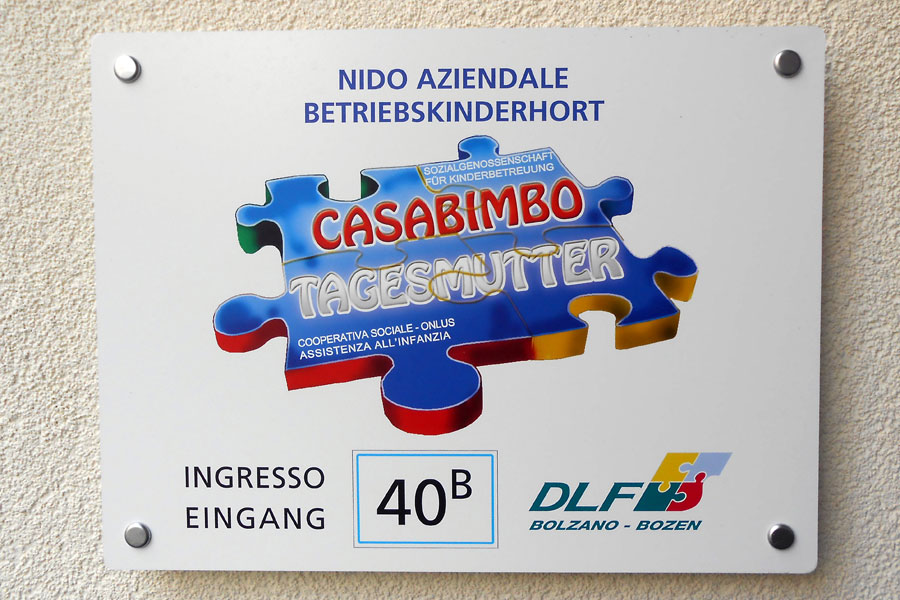 NIDO AZIENDALE
BETRIEBSKINDERHORT
SOZIALGENOSSENSCHAFT
FÜR KINDERBETREUUNG
CASABIMBO
TAGESMUTTER
COOPERATIVA SOCIALE - ONLUS
ASSISTENZA ALL'INFANZIA
INGRESSO
EINGANG
40B
DLF
BOLZANO - BOZEN